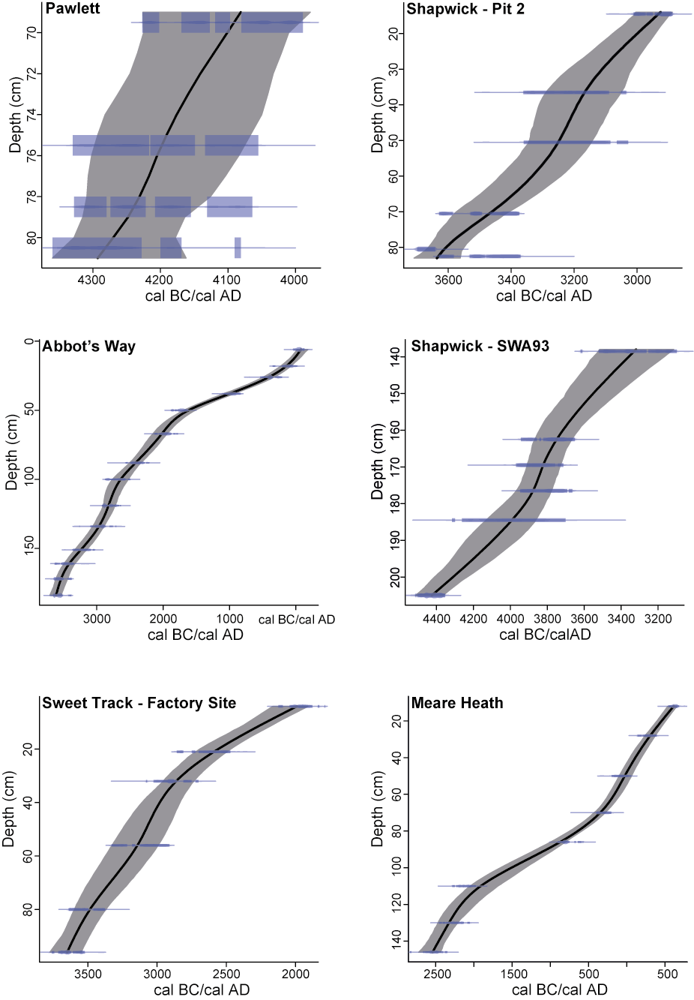 Pawlett
Depth (cm)
70
72
74
76
78
80
4300 4200 4100 4000
cal BC/cal AD
Shapwick - Pit 2
Depth (cm)
20
30
40
50
60
70
80
3600 3400 3200 3000
cal BC/cal AD
Abbot's Way
Depth (cm)
0
50
100
150
3000 2000 1000 cal BC/cal AD
cal BC/cal AD
Shapwick - SWA93
Depth (cm)
140
150
160
170
180
190
200
4400 4200 4000 3800 3600 3400 3200
cal BC/calAD
Sweet Track - Factory Site
Depth (cm)
20
40
60
80
3500 3000 2500 2000
cal BC/cal AD
Meare Heath
Depth (cm)
20
40
60
80
100
120
140
2500 1500 500 500
cal BC/cal AD